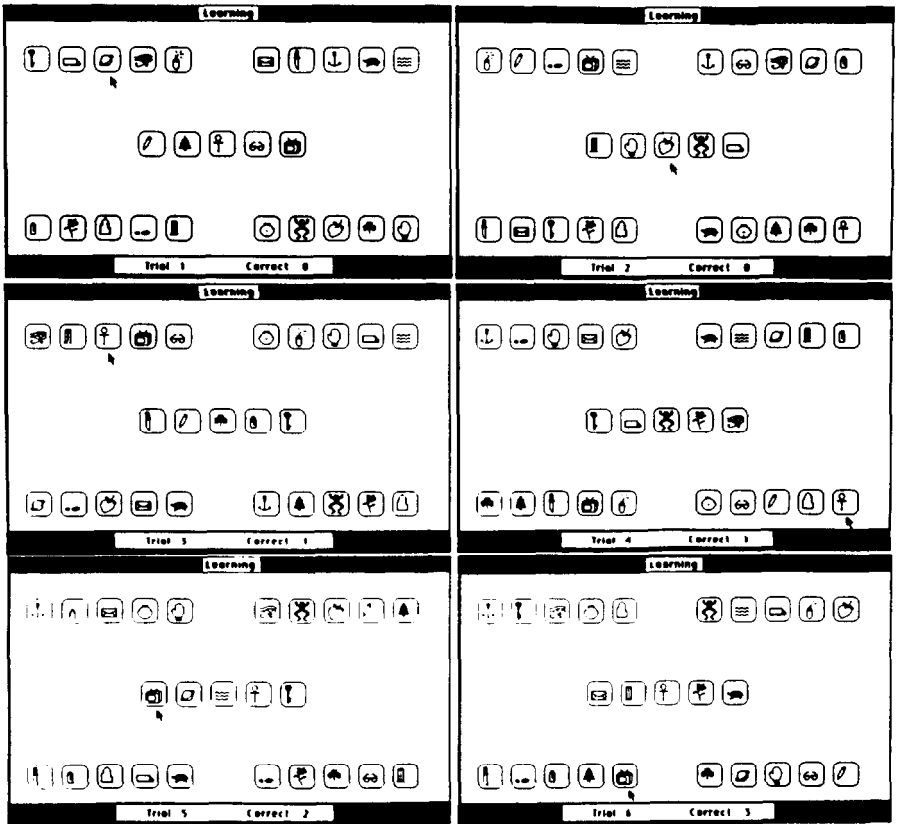 Learning
Trial 1 Correct 0
Learning
Trial 2 Correct 0
Learning
Trial 3 Correct 1
Learning
Trial 4 Correct
Learning
Trial 5 Correct 2
Learning
Trial 6 Correct 3